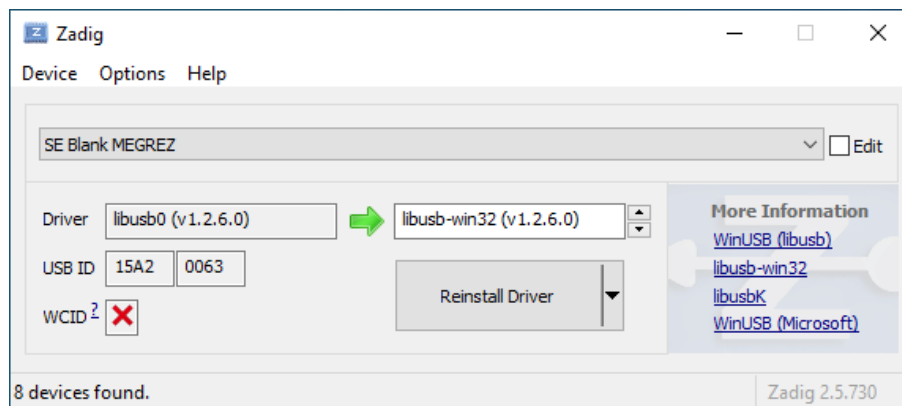 Zadig
Device Options Help
SE Blank MEGREZ
Edit
Driver libusb0 (v1.2.6.0) libusb-win32 (v1.2.6.0)
USB ID 15A2 0063
WCID ?
Reinstall Driver
More Information
WinUSB (libusb)
libusb-win32
libusbK
WinUSB (Microsoft)
8 devices found.
Zadig 2.5.730